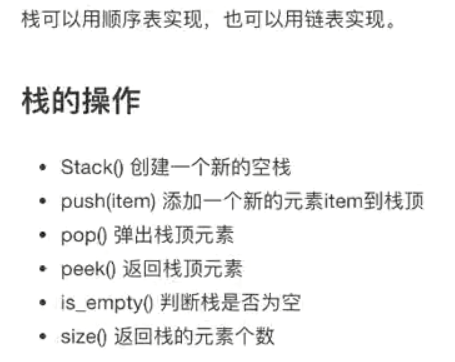 栈可以用顺序表实现，也可以用链表实现。
栈的操作
• Stack() 创建一个新的空栈
• push(item) 添加一个新的元素item到栈顶
• pop() 弹出栈顶元素
• peek() 返回栈顶元素
• is_empty() 判断栈是否为空
• size() 返回栈的元素个数